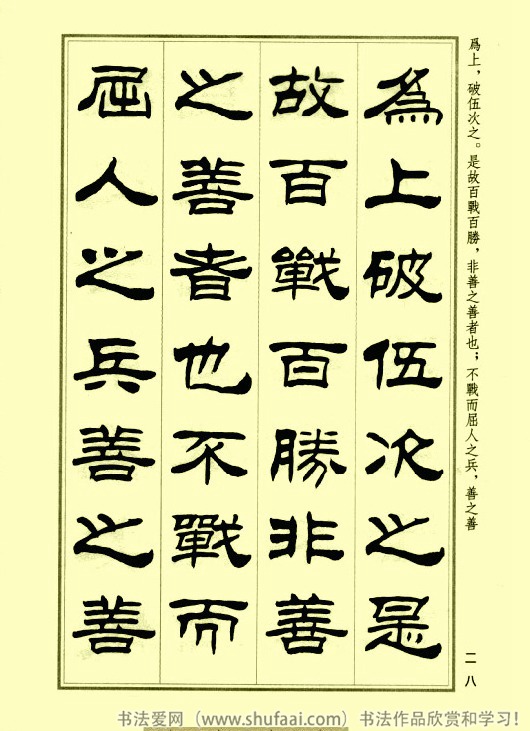 爲上，破伍次之。是故百戰百勝，非善之善者也；不戰而屈人之兵，善之善
爲上破伍次之是
故百戰百勝非善
之善者也不戰而
屈人之兵善之善
二八
书法爱网（www.shufaai.com）书法作品欣赏和学习！